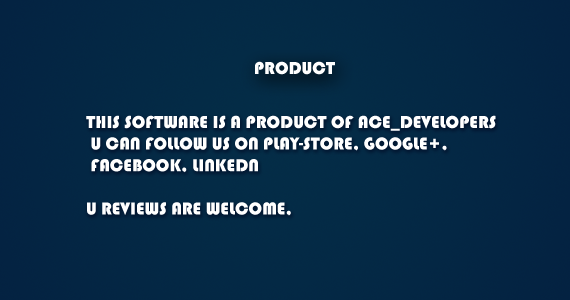 PRODUCT
THIS SOFTWARE IS A PRODUCT OF ACE_DEVELOPERS
U CAN FOLLOW US ON PLAY-STORE, GOOGLE+,
FACEBOOK, LINKEDN
U REVIEWS ARE WELCOME,